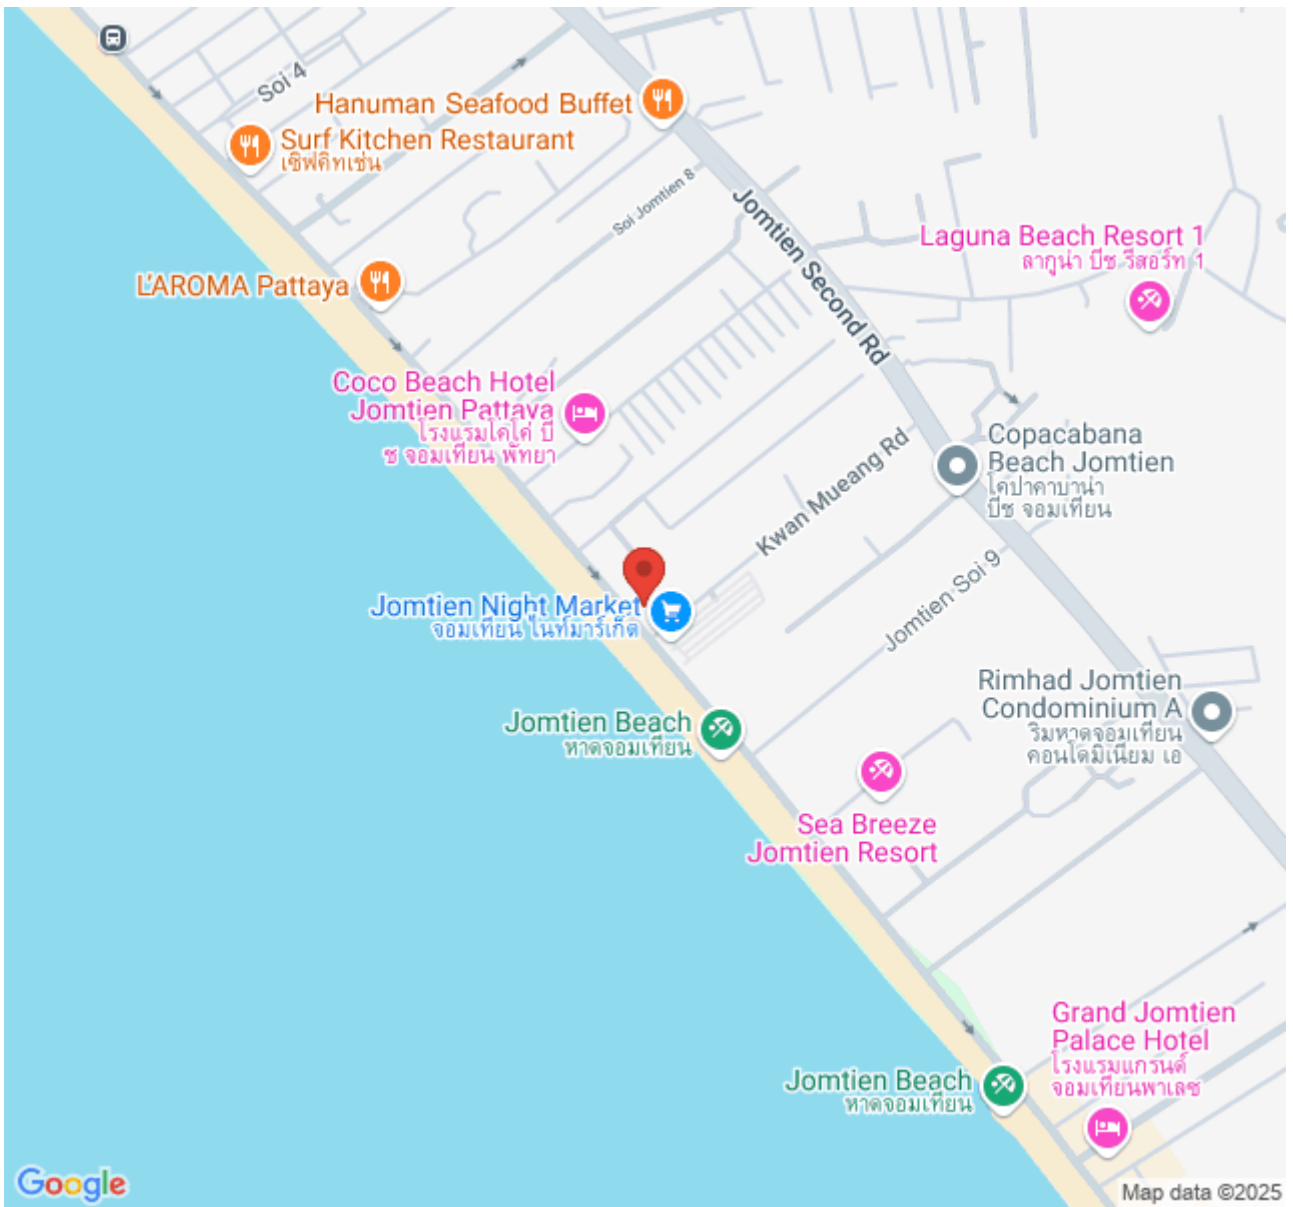 Soi 4
Hanuman Seafood Buffet
Surf Kitchen Restaurant
เซิฟคิทเช่น
Soi Jomtien 8
Jomtien Second Rd
Laguna Beach Resort 1
ลากูน่า บีช รีสอร์ท 1
L'AROMA Pattaya
Coco Beach Hotel
Jomtien Pattaya
โรงแรมโคโค่ บี
ช จอมเทียน พัทยา
Copacabana
Beach Jomtien
โคปาคาบาน่า
บีช จอมเทียน
Kwan Mueang Rd
Jomtien Soi 9
Jomtien Night Market
จอมเทียน ไนท์มาร์เก็ต
Rimhad Jomtien
Condominium A
ริมหาดจอมเทียน
คอนโดมิเนียม เอ
Jomtien Beach
หาดจอมเทียน
Sea Breeze
Jomtien Resort
Grand Jomtien
Palace Hotel
โรงแรมแกรนด์
จอมเทียนพาเลซ
Jomtien Beach
หาดจอมเทียน
Google
Map data ©2025